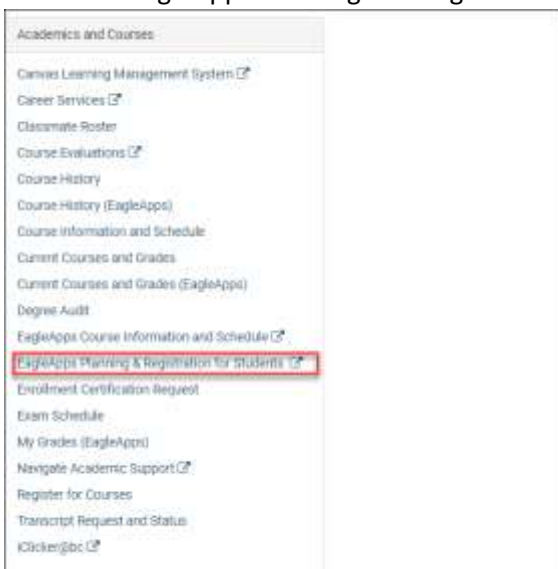 Academics and Courses
Canvas Learning Management System
Career Services
Classmate Roster
Course Evaluations
Course History
Course History (EagleApps)
Course Information and Schedule
Current Courses and Grades
Current Courses and Grades (EagleApps)
Degree Audit
EagleApps Course Information and Schedule
EagleApps Planning & Registration for Students
Enrollment Certification Request
Exam Schedule
My Grades (EagleApps)
Navigate Academic Support
Register for Courses
Transcript Request and Status
iClicker@bc